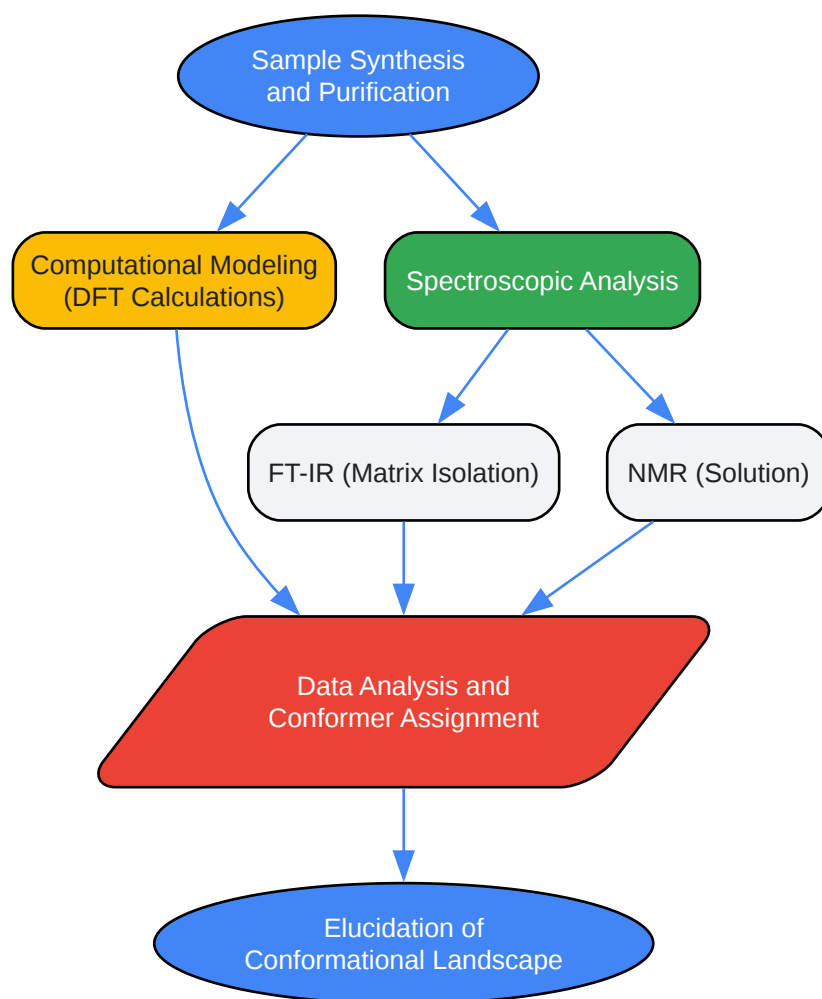 Sample Synthesis
and Purification
Computational Modeling
(DFT Calculations)
Spectroscopic Analysis
FT-IR (Matrix Isolation)
NMR (Solution)
Data Analysis and
Conformer Assignment
Elucidation of
Conformational Landscape